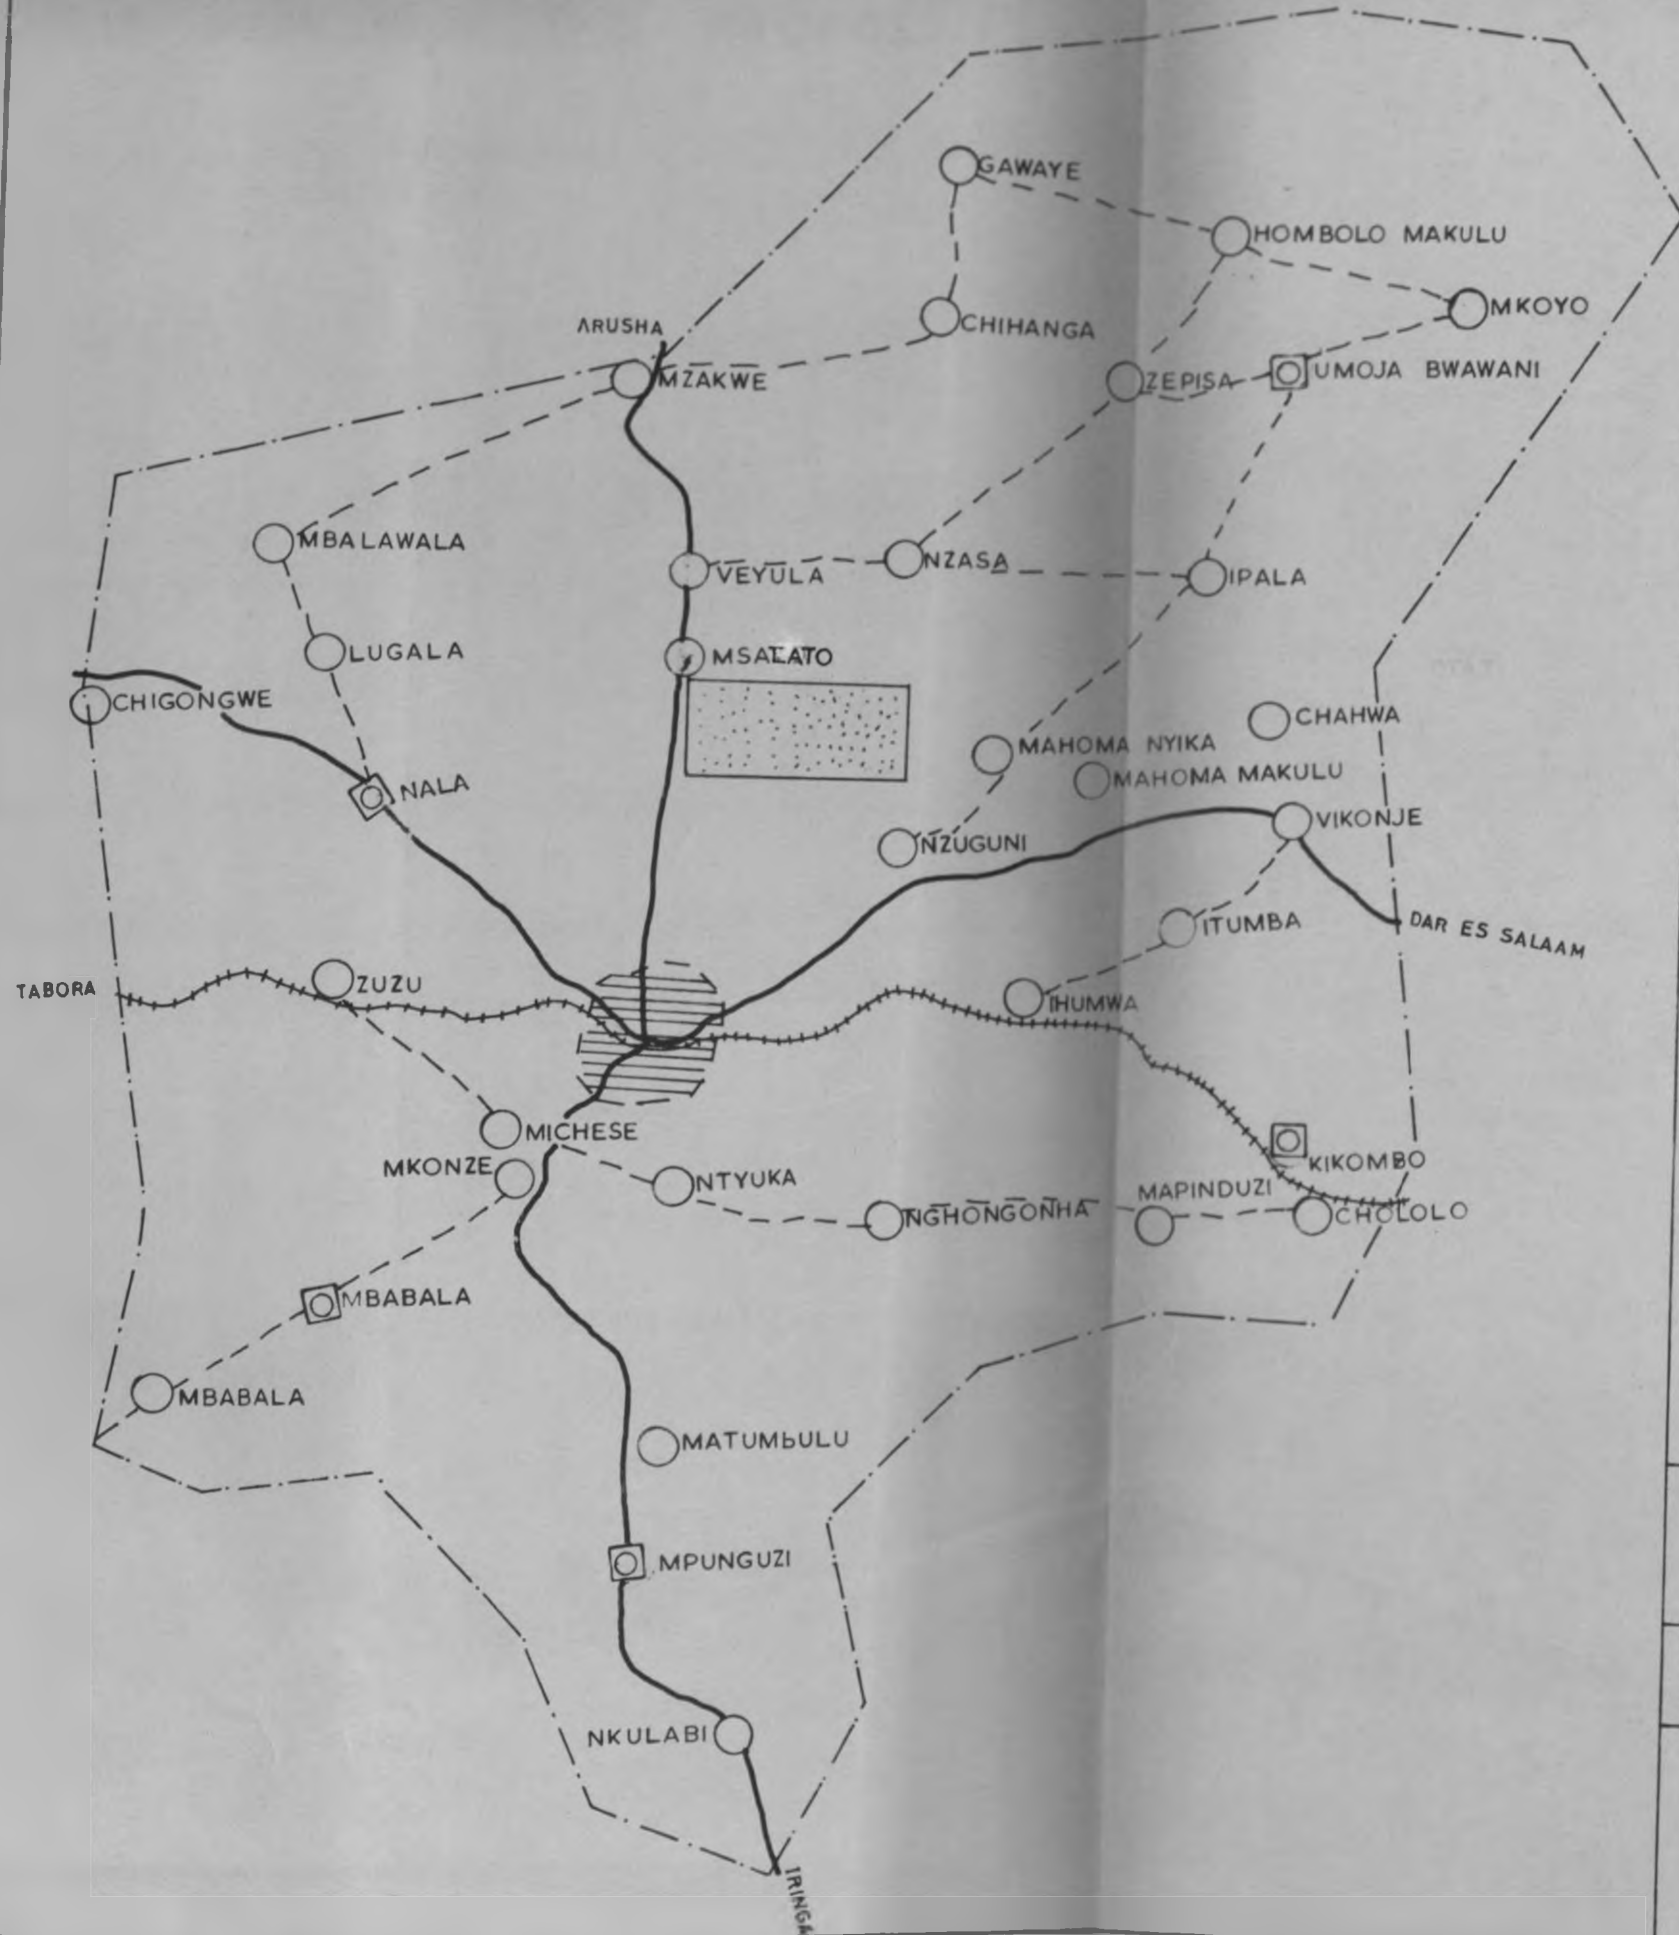 GAWAYE
HOMBOLO MAKULU
MKOYO
ARUSHA
CHIHANGA
MZAKWE
ZEPISA
UMOJA BWAWANI
MBALAWALA
VEYULA
NZASA
IPALA
LUGALA
MSALATO
CHIGONGWE
CHAHWA
MAHOMA NYIKA
MAHOMA MAKULU
NALA
VIKONJE
NZUGUNI
ITUMBA
DAR ES SALAAM
ZUZU
TABORA
IHUMWA
MICHESE
MKONZE
NTYUKA
KIKOMBO
MAPINDUZI
NGHONGONHA
CHOLOLO
MBABALA
MBABALA
MATUMbULU
MPUNGUZI
NKULABI
IRINGA